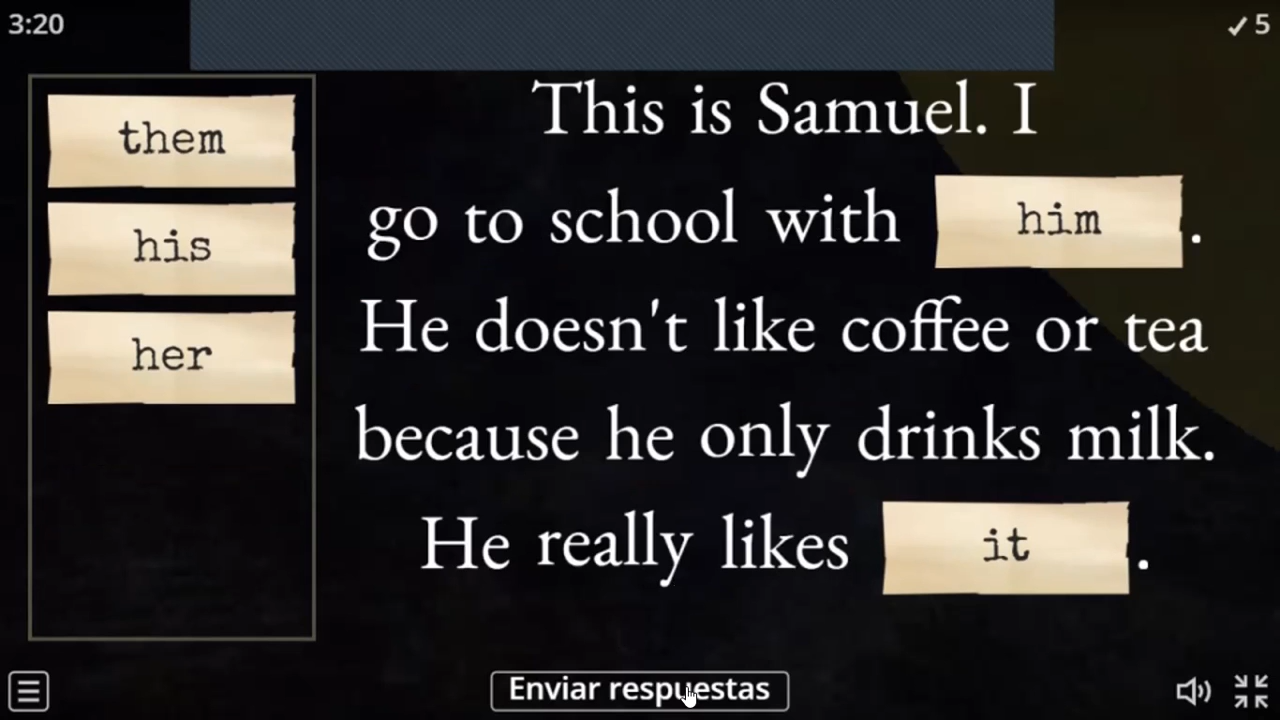 3:20
✓ 5
them
his
her
This is Samuel. I
go to school with him .
He doesn't like coffee or tea
because he only drinks milk.
He really likes it .
Enviar respuestas